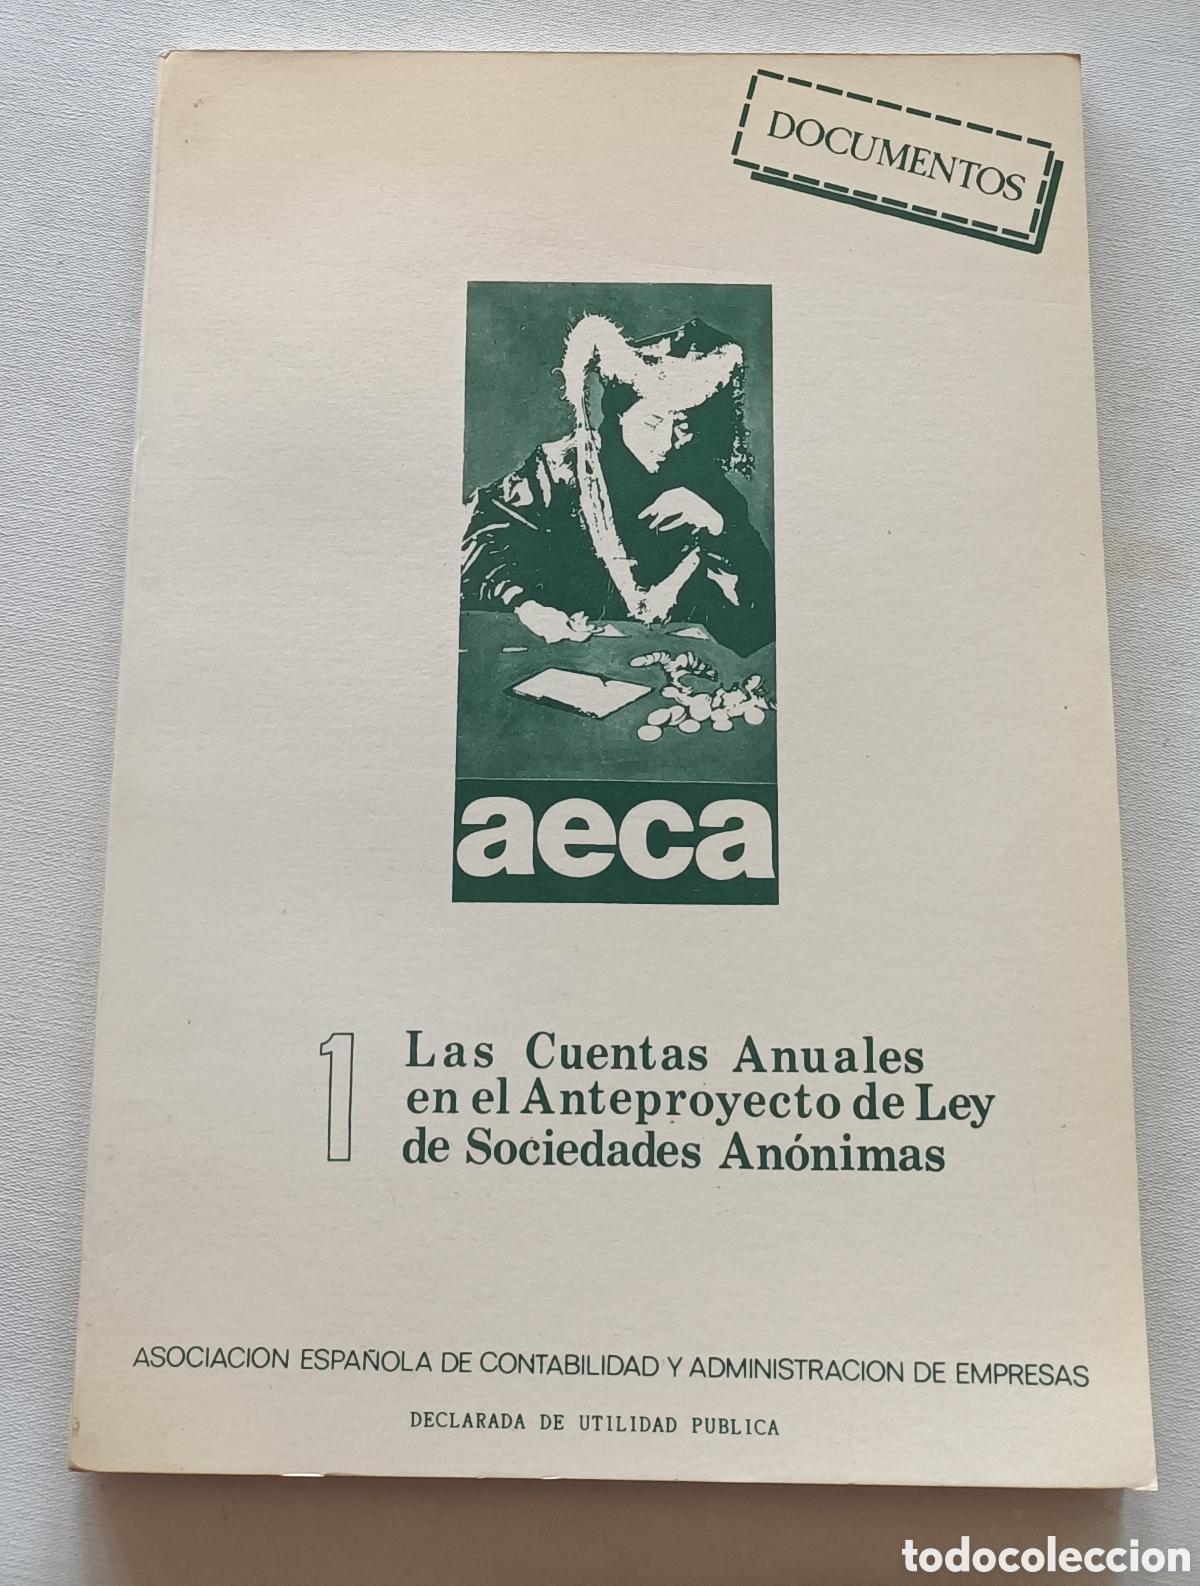 DOCUMENTOS
aeca
1
Las Cuentas Anuales
en el Anteproyecto de Ley
de Sociedades Anónimas
ASOCIACION ESPAÑOLA DE CONTABILIDAD Y ADMINISTRACION DE EMPRESAS
DECLARADA DE UTILIDAD PUBLICA
todocoleccion